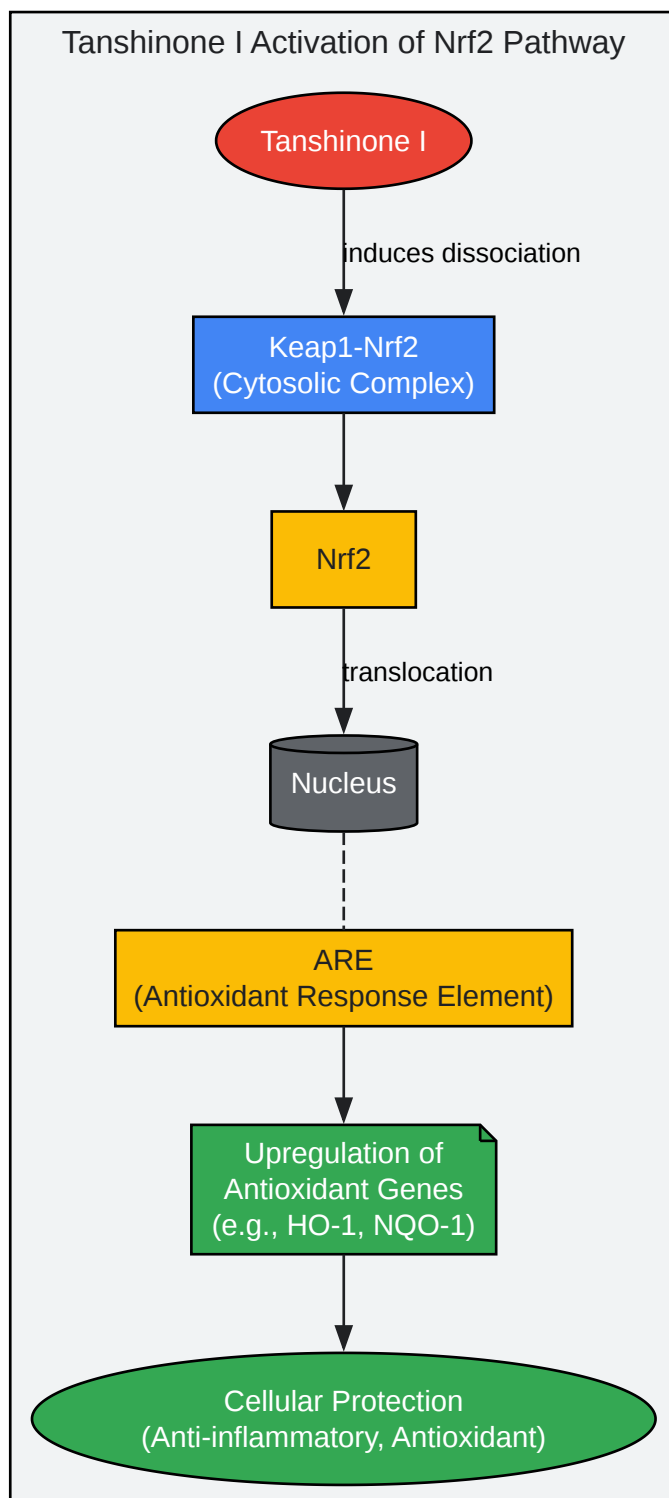 Tanshinone I Activation of Nrf2 Pathway
Tanshinone I
induces dissociation
Keap1-Nrf2
(Cytosolic Complex)
Nrf2
translocation
Nucleus
ARE
(Antioxidant Response Element)
Upregulation of
Antioxidant Genes
(e.g., HO-1, NQO-1)
Cellular Protection
(Anti-inflammatory, Antioxidant)